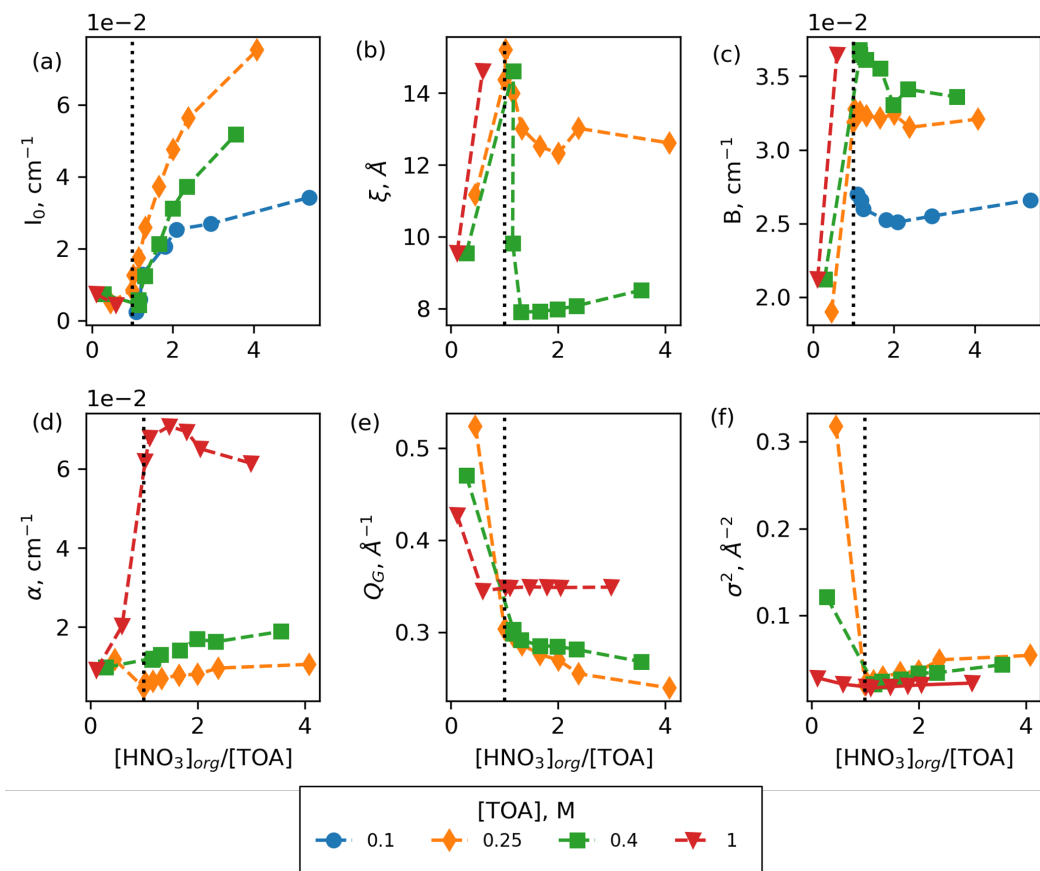 1e-2 1e-2
(a) (b) (c)
I₀, cm⁻¹
6
4
2
0
0 2 4
ξ, Å
14
12
10
8
0 2 4
B, cm⁻¹
3.5
3.0
2.5
2.0
0 2 4
1e-2
(d) (e) (f)
α, cm⁻¹
6
4
2
0 2 4
[HNO₃]org/[TOA]
Q_G, Å⁻¹
0.5
0.4
0.3
0 2 4
[HNO₃]org/[TOA]
σ², Å⁻²
0.3
0.2
0.1
0 2 4
[HNO₃]org/[TOA]
[TOA], M
0.1 0.25 0.4 1